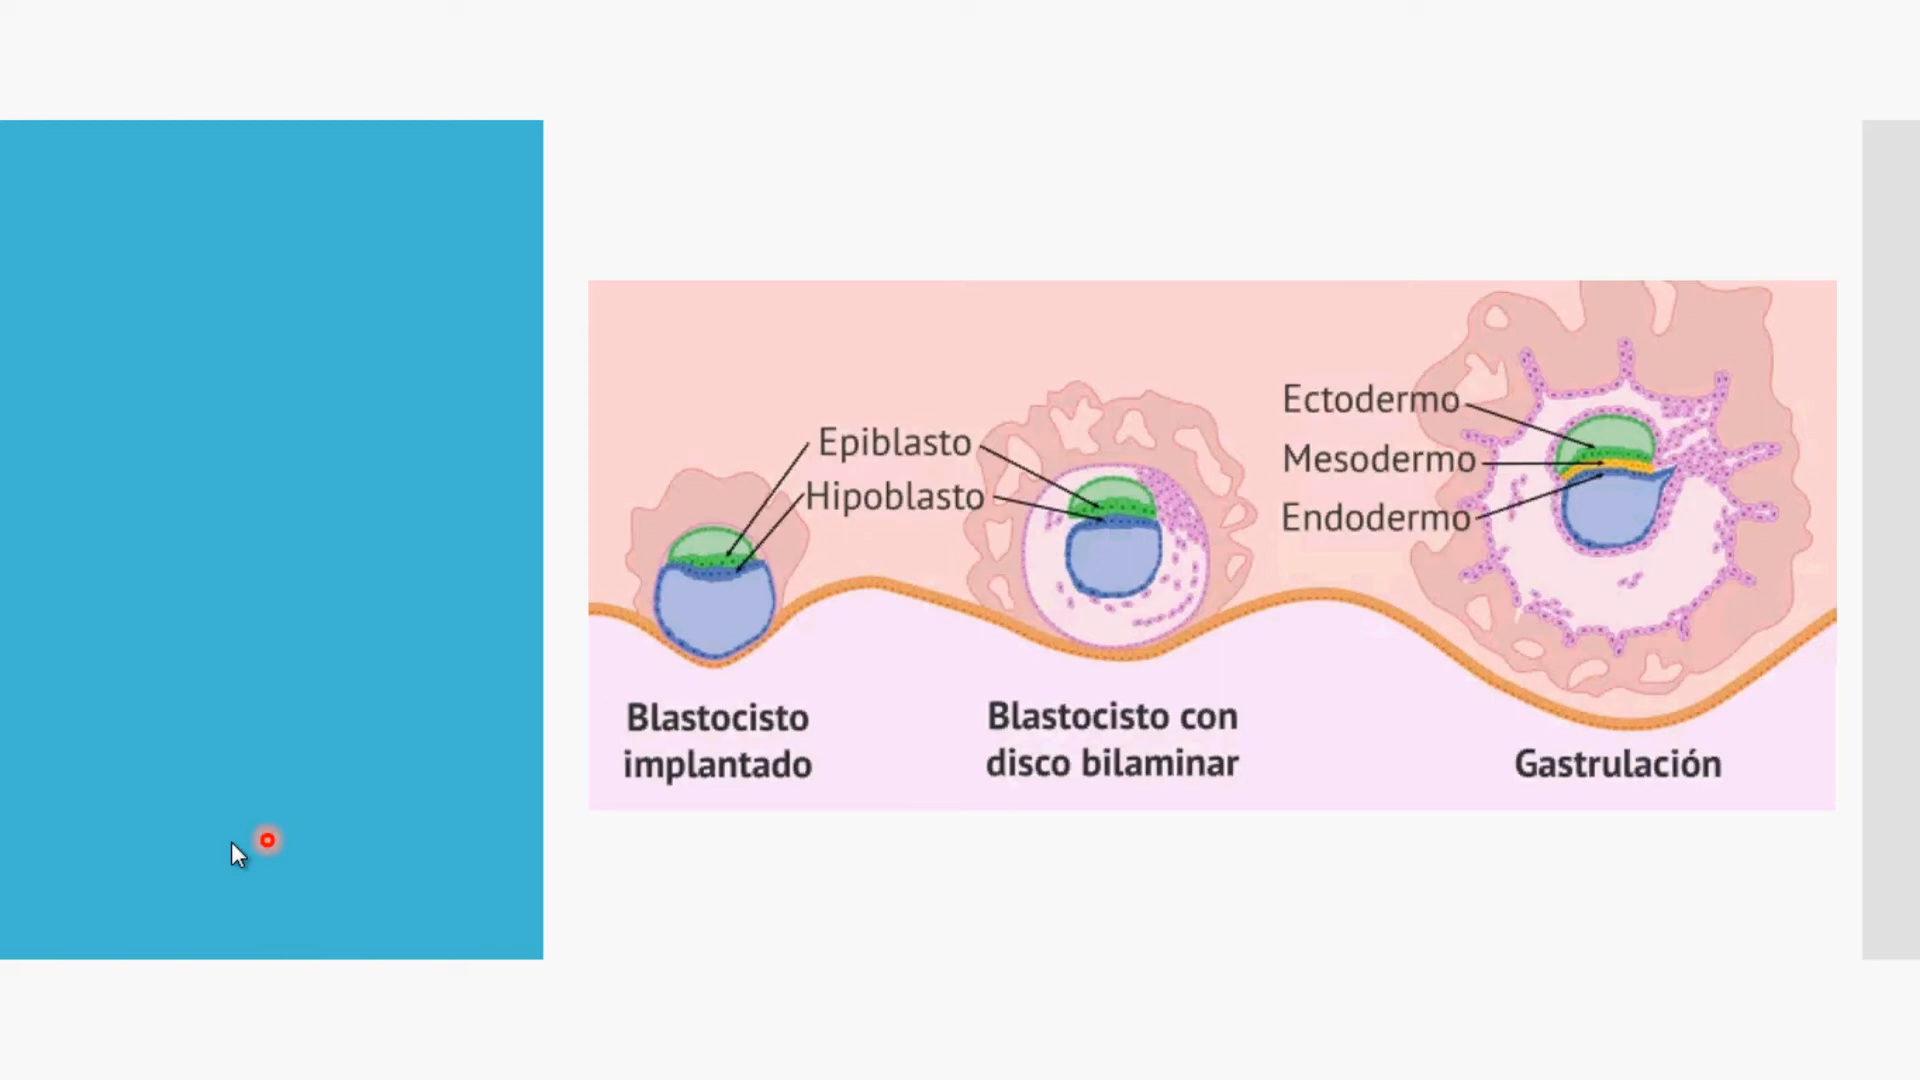 Epiblasto
Hipoblasto
Ectodermo
Mesodermo
Endodermo
Blastocisto
implantado
Blastocisto con
disco bilaminar
Gastrulación